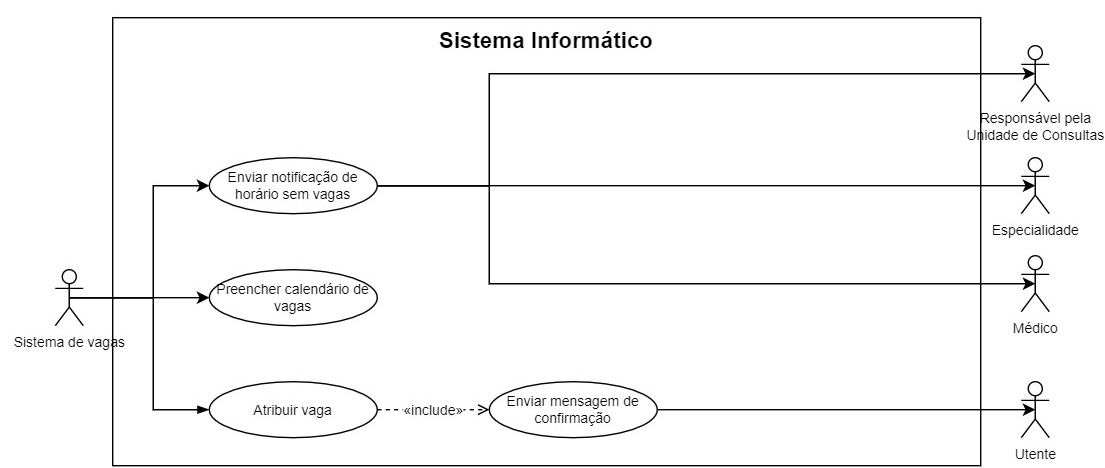 Sistema Informático
Responsável pela
Unidade de Consultas
Enviar notificação de
horário sem vagas
Especialidade
Preencher calendário de
vagas
Sistema de vagas
Médico
Atribuir vaga
«include»
Enviar mensagem de
confirmação
Utente